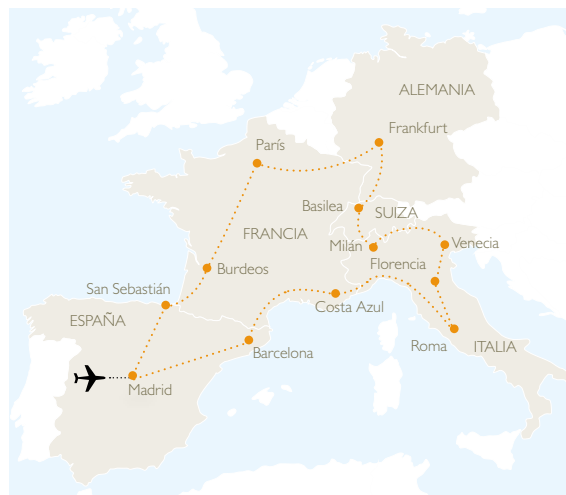 ALEMANIA
Frankfurt
París
Basilea
SUIZA
FRANCIA
Milán
Venecia
Florencia
Burdeos
San Sebastián
Costa Azul
ESPAÑA
Roma
ITALIA
Barcelona
Madrid